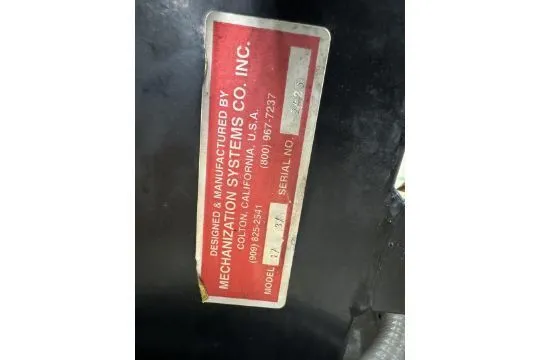 DESIGNED & MANUFACTURED BY
MECHANIZATION SYSTEMS CO. INC.
COLTON, CALIFORNIA, U.S.A.
(909) 825-2541 (800) 967-7237
MODEL SERIAL NO.